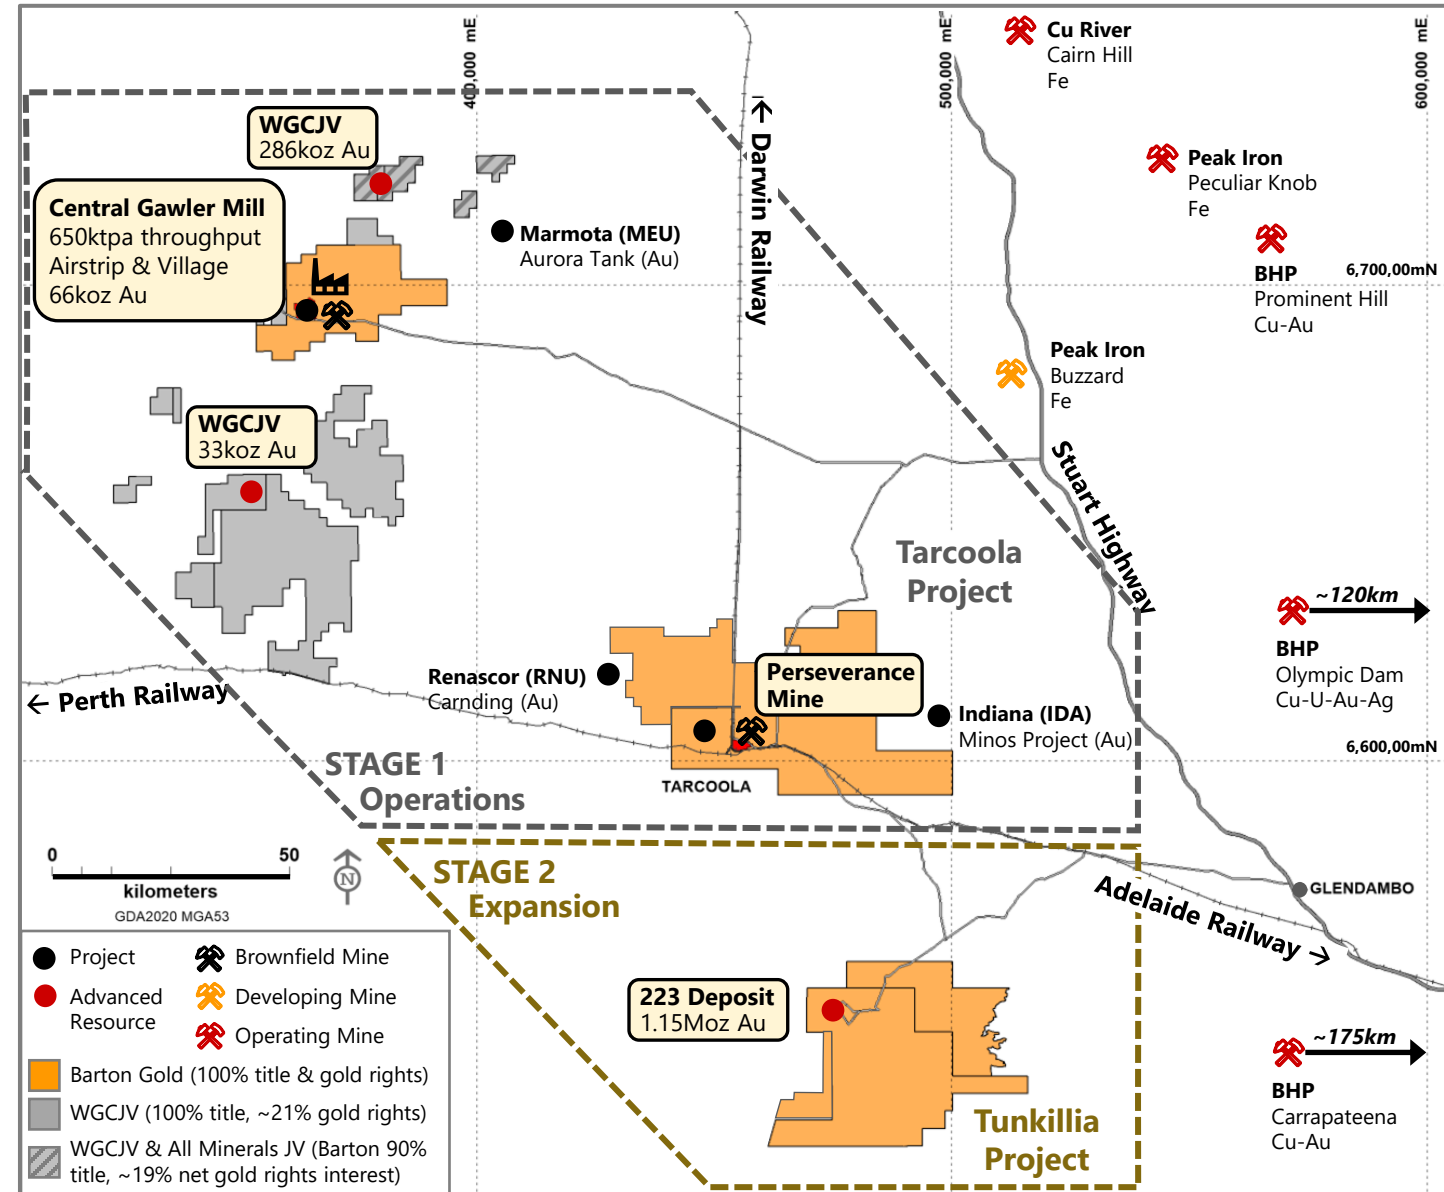 400,000 mE
500,000 mE
600,000 mE
Cu River
Cairn Hill
Fe
WGCJV
286koz Au
← Darwin Railway
Peak Iron
Peculiar Knob
Fe
Central Gawler Mill
650ktpa throughput
Airstrip & Village
66koz Au
Marmota (MEU)
Aurora Tank (Au)
6,700,00mN
BHP
Prominent Hill
Cu-Au
Peak Iron
Buzzard
Fe
WGCJV
33koz Au
Stuart Highway
Tarcoola
Project
~120km
BHP
Olympic Dam
Cu-U-Au-Ag
Perseverance
Mine
Renascor (RNU)
Carnding (Au)
← Perth Railway
Indiana (IDA)
Minos Project (Au)
6,600,00mN
STAGE 1
Operations
TARCOOLA
0 50
kilometers
GDA2020 MGA53
N
STAGE 2
Expansion
GLENDAMBO
Adelaide Railway →
223 Deposit
1.15Moz Au
~175km
BHP
Carrapateena
Cu-Au
Tunkillia
Project
Project
Brownfield Mine
Advanced
Resource
Developing Mine
Operating Mine
Barton Gold (100% title & gold rights)
WGCJV (100% title, ~21% gold rights)
WGCJV & All Minerals JV (Barton 90%
title, ~19% net gold rights interest)